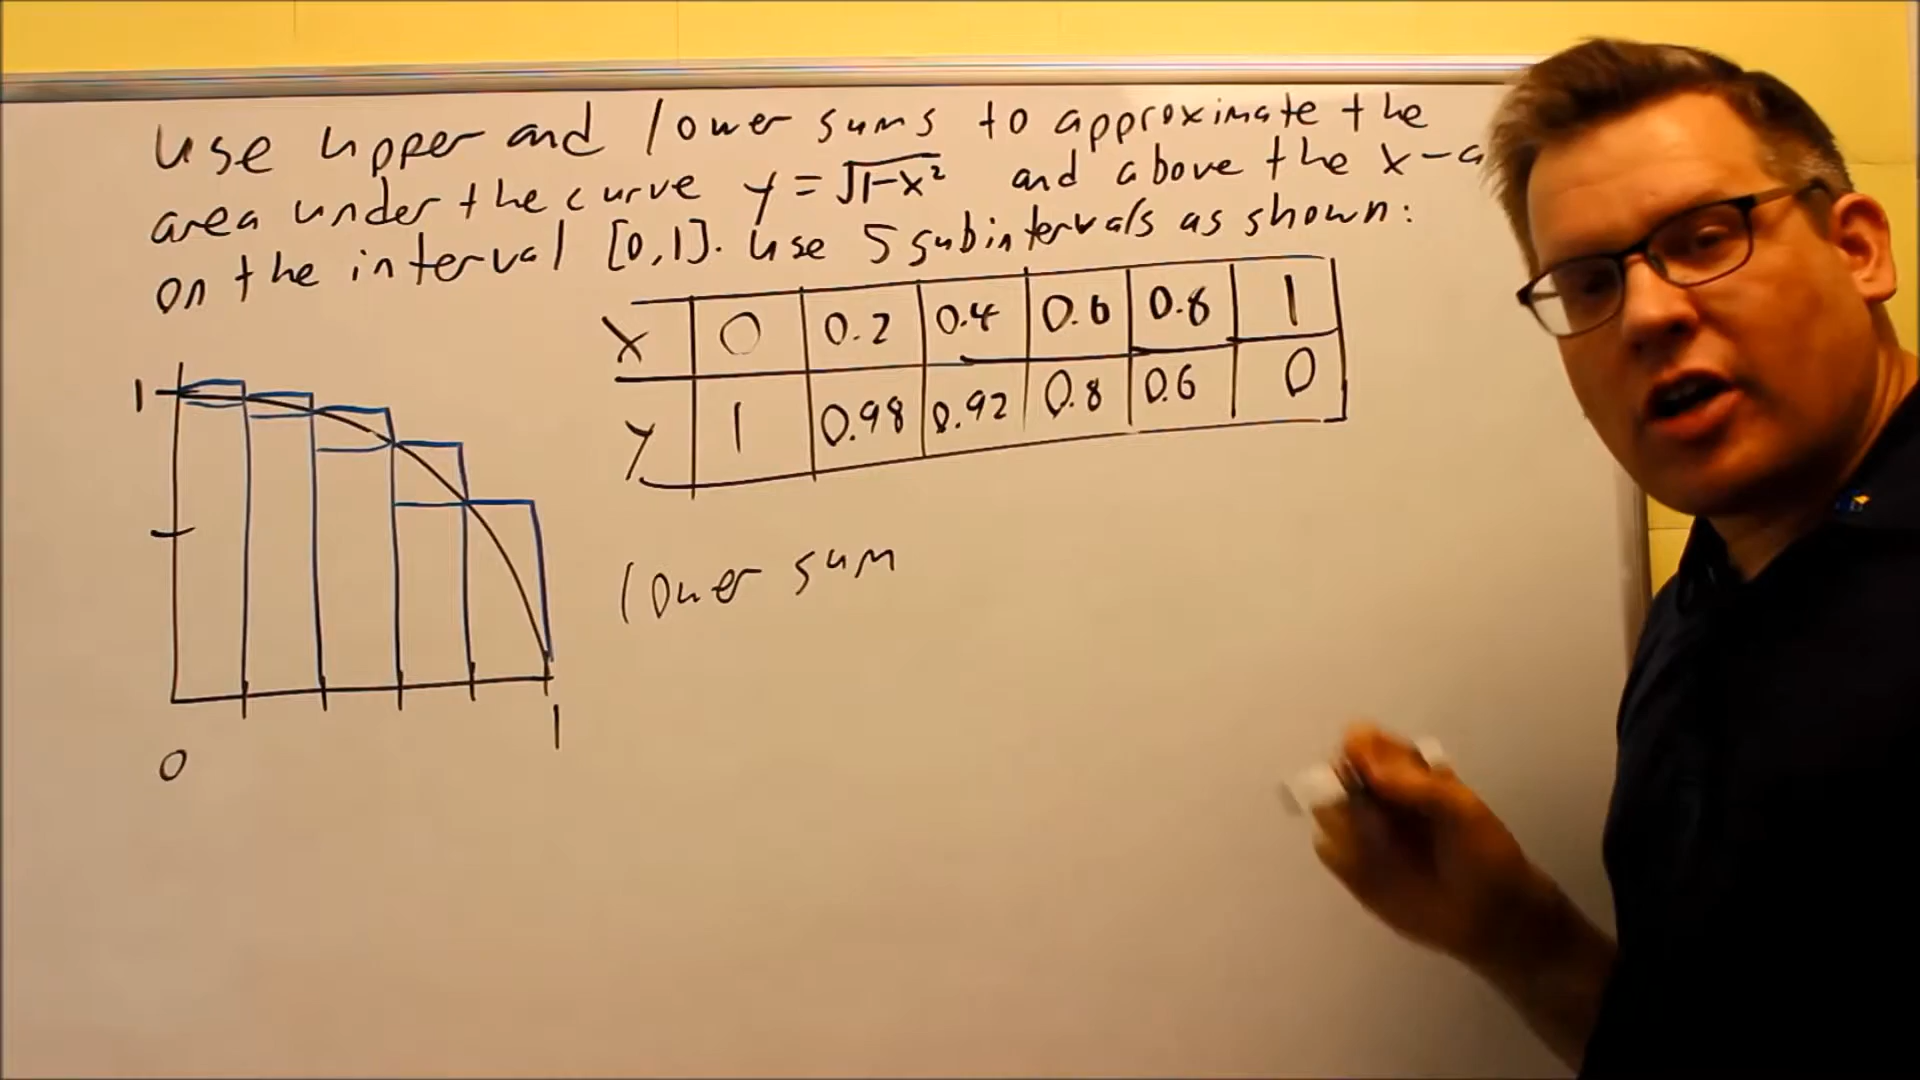 Use upper and lower sums to approximate the
area under the curve y = √1-x² and above the x-a
on the interval [0,1]. Use 5 subintervals as shown:
X 0 0.2 0.4 0.6 0.8 1
y 1 0.98 0.92 0.8 0.6 0
1
lower sum
1
0